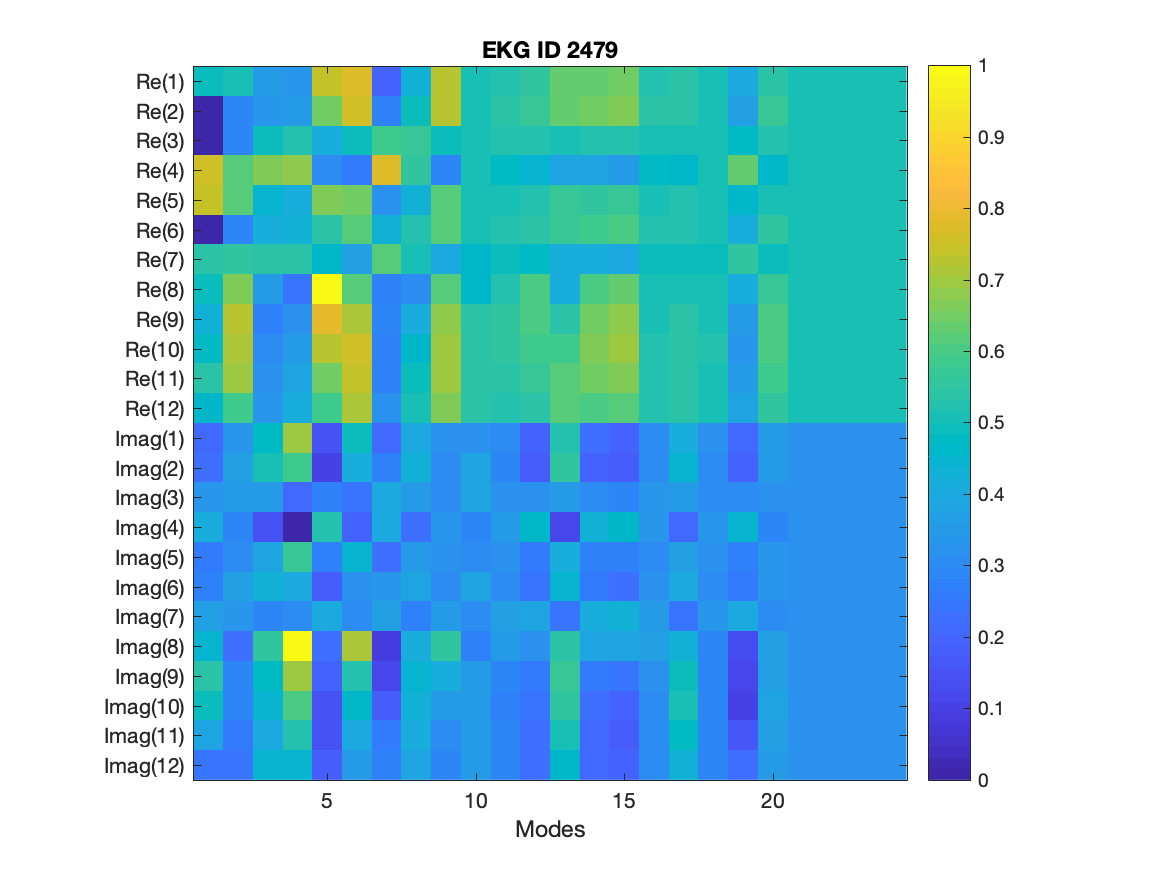 EKG ID 2479
Re(1)
Re(2)
Re(3)
Re(4)
Re(5)
Re(6)
Re(7)
Re(8)
Re(9)
Re(10)
Re(11)
Re(12)
Imag(1)
Imag(2)
Imag(3)
Imag(4)
Imag(5)
Imag(6)
Imag(7)
Imag(8)
Imag(9)
Imag(10)
Imag(11)
Imag(12)
5 10 15 20
Modes
1
0.9
0.8
0.7
0.6
0.5
0.4
0.3
0.2
0.1
0